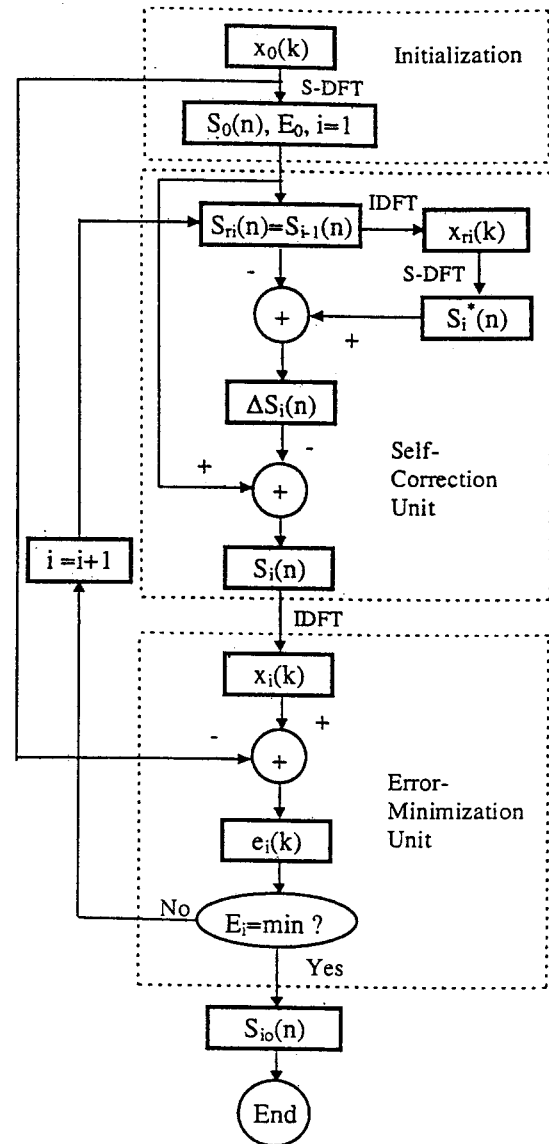 x₀(k)
Initialization
S-DFT
S₀(n), E₀, i=1
Sᵣᵢ(n)=Sᵢ₋₁(n)
IDFT
xᵣᵢ(k)
S-DFT
-
+
+
Sᵢ*(n)
ΔSᵢ(n)
-
+
+
Self-
Correction
Unit
i =i+1
Sᵢ(n)
IDFT
xᵢ(k)
+
-
+
Error-
Minimization
Unit
eᵢ(k)
No
Eᵢ=min ?
Yes
Sᵢₒ(n)
End